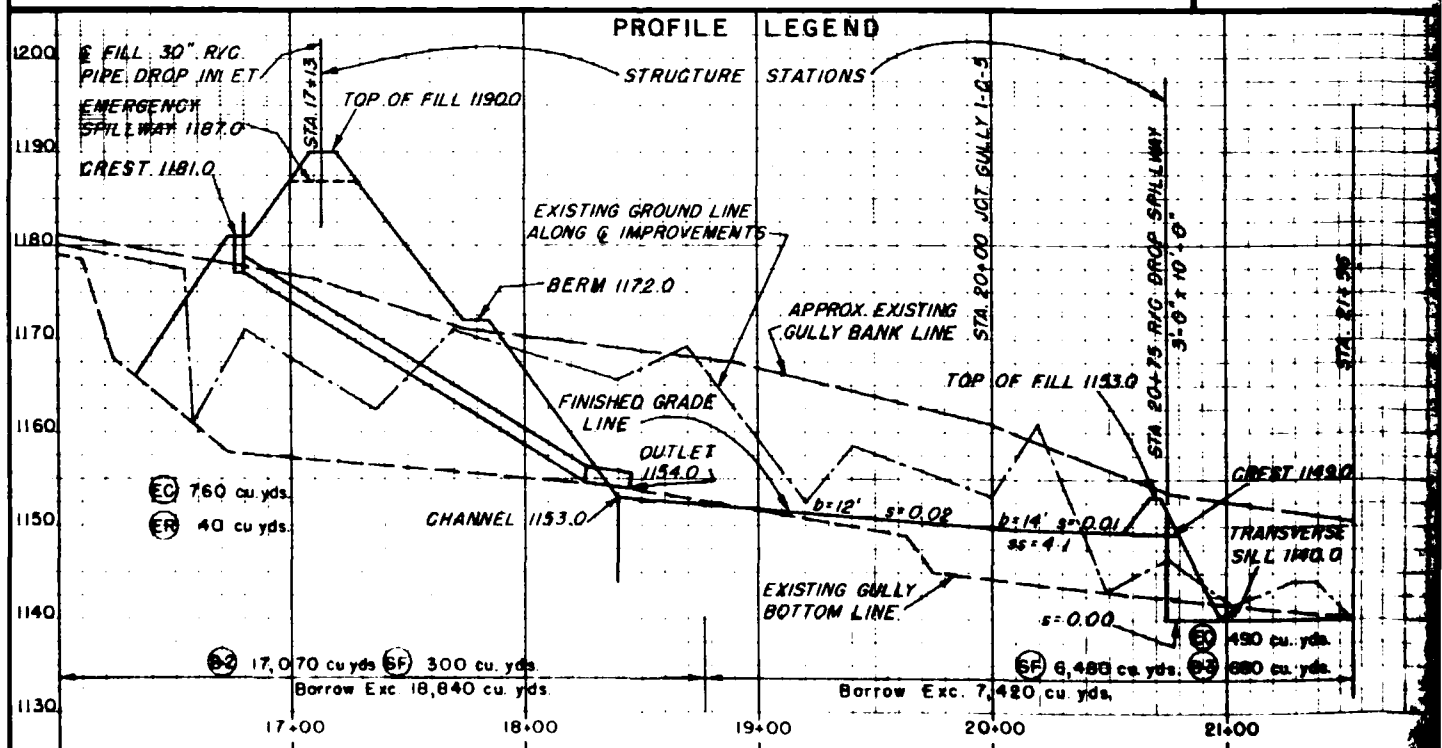 PROFILE LEGEND
1200
℄ FILL 30" R/C
PIPE DROP INLET
STRUCTURE STATIONS
STA. 17+13
EMERGENCY
SPILLWAY 1187.0
TOP OF FILL 1190.0
1190
CREST 1181.0
EXISTING GROUND LINE
ALONG ℄ IMPROVEMENTS
STA. 20+00 JCT GULLY 1-0-5
STA 20+75 R/C DROP SPILLWAY
3'-0" x 10'-0"
STA. 21+56
1180
BERM 1172.0
APPROX. EXISTING
GULLY BANK LINE
1170
TOP OF FILL 1153.0
FINISHED GRADE
LINE
1160
OUTLET
1154.0
CREST 1149.0
EC 760 cu. yds.
ER 40 cu yds.
1150
CHANNEL 1153.0
b=12' s=0.02
b=14' s=0.01
ss=4:1
TRANSVERSE
SILL 1140.0
EXISTING GULLY
BOTTOM LINE
1140
s=0.00
EC 490 cu. yds.
B-2 17,070 cu yds SF 300 cu. yds.
SF 6,480 cu. yds.
Borrow Exc. 18,840 cu. yds.
Borrow Exc. 7,420 cu yds.
1130
17+00 18+00 19+00 20+00 21+00